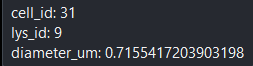 cell_id: 31
lys_id: 9
diameter_um: 0.7155417203903198